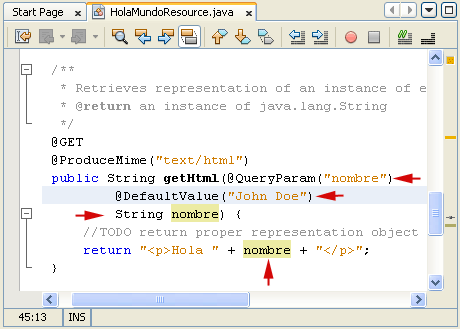 Start Page
HolaMundoResource.java
/**
* Retrieves representation of an instance of e
* @return an instance of java.lang.String
*/
@GET
@ProduceMime("text/html")
public String getHtml(@QueryParam("nombre")
@DefaultValue("John Doe")
String nombre) {
//TODO return proper representation object
return "<p>Hola " + nombre + "</p>";
}
45:13 INS